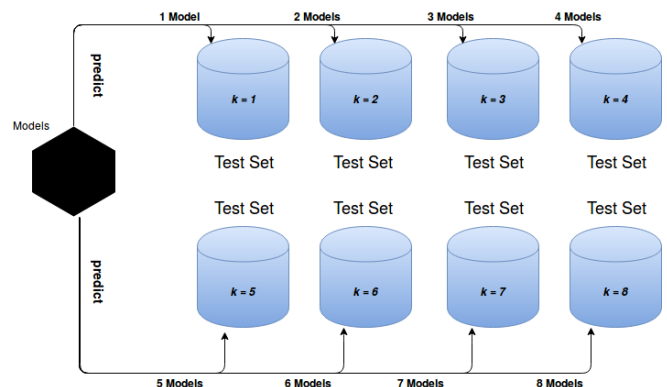 1 Model
2 Models
3 Models
4 Models
predict
Models
k = 1
k = 2
k = 3
k = 4
Test Set
Test Set
Test Set
Test Set
Test Set
Test Set
Test Set
Test Set
predict
k = 5
k = 6
k = 7
k = 8
5 Models
6 Models
7 Models
8 Models